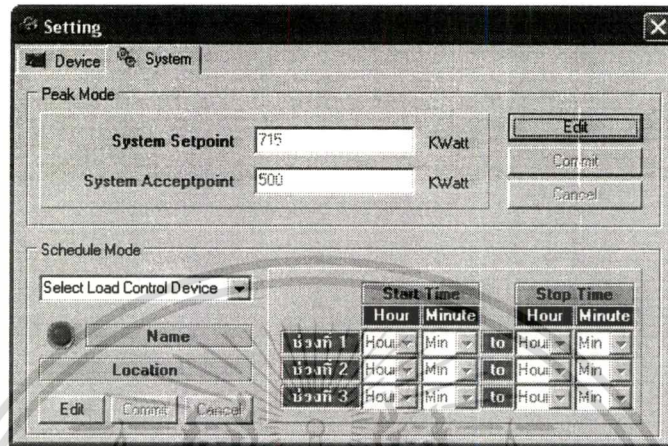 Setting
Device System
Peak Mode
System Setpoint 715 KWatt
Edit
System Acceptpoint 500 KWatt
Commit
Cancel
Schedule Mode
Select Load Control Device
Start Time Stop Time
Hour Minute Hour Minute
Name
ช่วงที่ 1 Hour Min to Hour Min
Location
ช่วงที่ 2 Hour Min to Hour Min
ช่วงที่ 3 Hour Min to Hour Min
Edit Commit Cancel